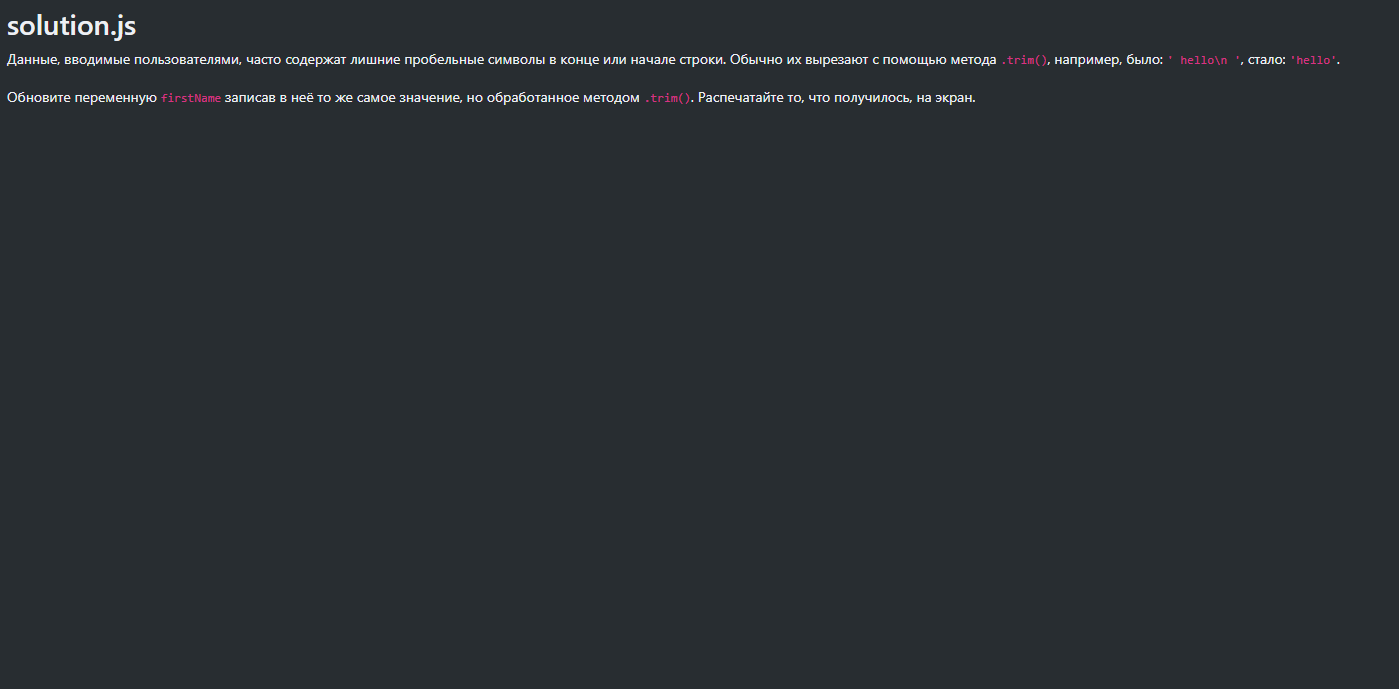 solution.js
Данные, вводимые пользователями, часто содержат лишние пробельные символы в конце или начале строки. Обычно их вырезают с помощью метода .trim(), например, было: ' hello\n ', стало: 'hello'.
Обновите переменную firstName записав в неё то же самое значение, но обработанное методом .trim(). Распечатайте то, что получилось, на экран.